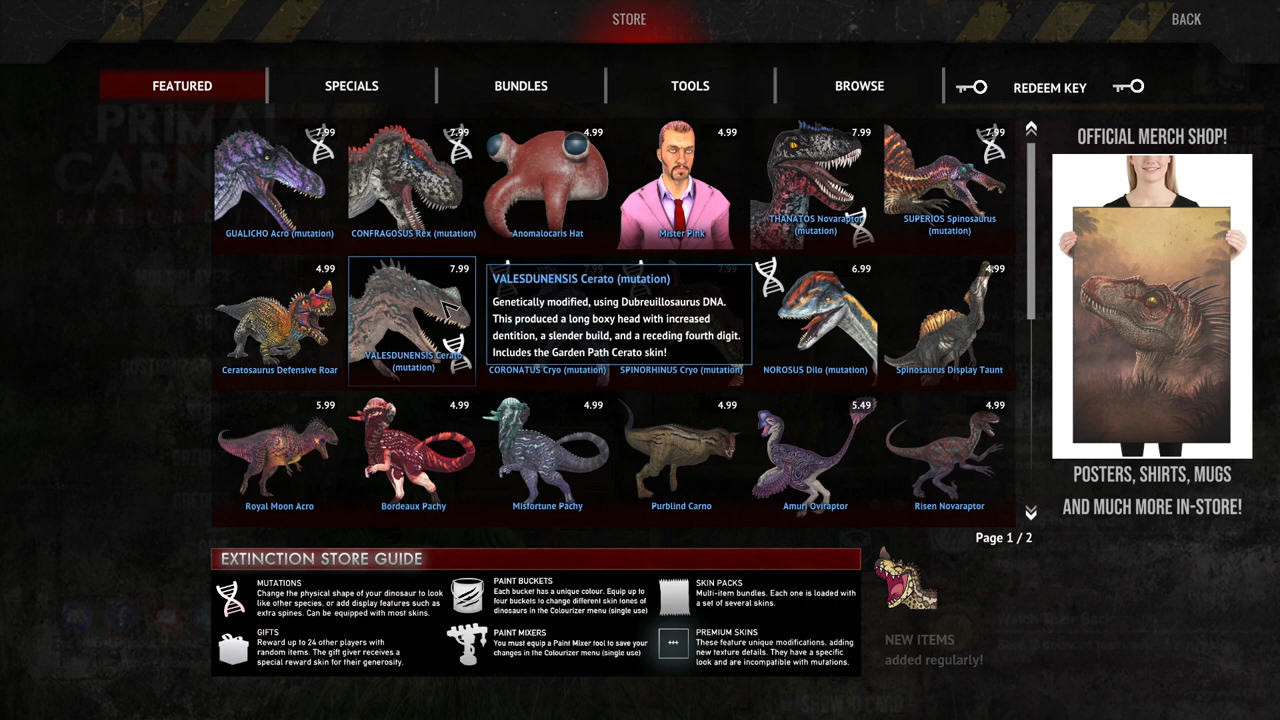 STORE
BACK
FEATURED
SPECIALS
BUNDLES
TOOLS
BROWSE
REDEEM KEY
PRIMAL
CARN
7.99
7.99
4.99
4.99
7.99
7.99
GUALICHO Acro (mutation)
CONFRAGOSUS Rex (mutation)
Anomalocaris Hat
Mister Pink
THANATOS Novaraptor
(mutation)
SUPERIOS Spinosaurus
(mutation)
OFFICIAL MERCH SHOP!
4.99
7.99
6.99
4.99
VALESDUNENSIS Cerato (mutation)
Genetically modified, using Dubreuillosaurus DNA.
This produced a long boxy head with increased
dentition, a slender build, and a receding fourth digit.
Includes the Garden Path Cerato skin!
Ceratosaurus Defensive Roar
VALESDUNENSIS Cerato
(mutation)
CORONATUS Cryo (mutation)
SPINORHINUS Cryo (mutation)
NOROSUS Dilo (mutation)
Spinosaurus Display Taunt
5.99
4.99
4.99
4.99
5.49
4.99
Royal Moon Acro
Bordeaux Pachy
Misfortune Pachy
Purblind Carno
Amuri Oviraptor
Risen Novaraptor
POSTERS, SHIRTS, MUGS
AND MUCH MORE IN-STORE!
Page 1 / 2
EXTINCTION STORE GUIDE
MUTATIONS
Change the physical shape of your dinosaur to look
like other species, or add display features such as
extra spines. Can be equipped with most skins.
PAINT BUCKETS
Each bucket has a unique colour. Equip up to
four buckets to change different skin tones of
dinosaurs in the Colourizer menu (single use)
SKIN PACKS
Multi-item bundles. Each one is loaded with
a set of several skins.
GIFTS
Reward up to 24 other players with
random items. The gift giver receives a
special reward skin for their generosity.
PAINT MIXERS
You must equip a Paint Mixer tool to save your
changes in the Colourizer menu (single use)
PREMIUM SKINS
These feature unique modifications, adding
new texture details. They have a specific
look and are incompatible with mutations.
NEW ITEMS
added regularly!